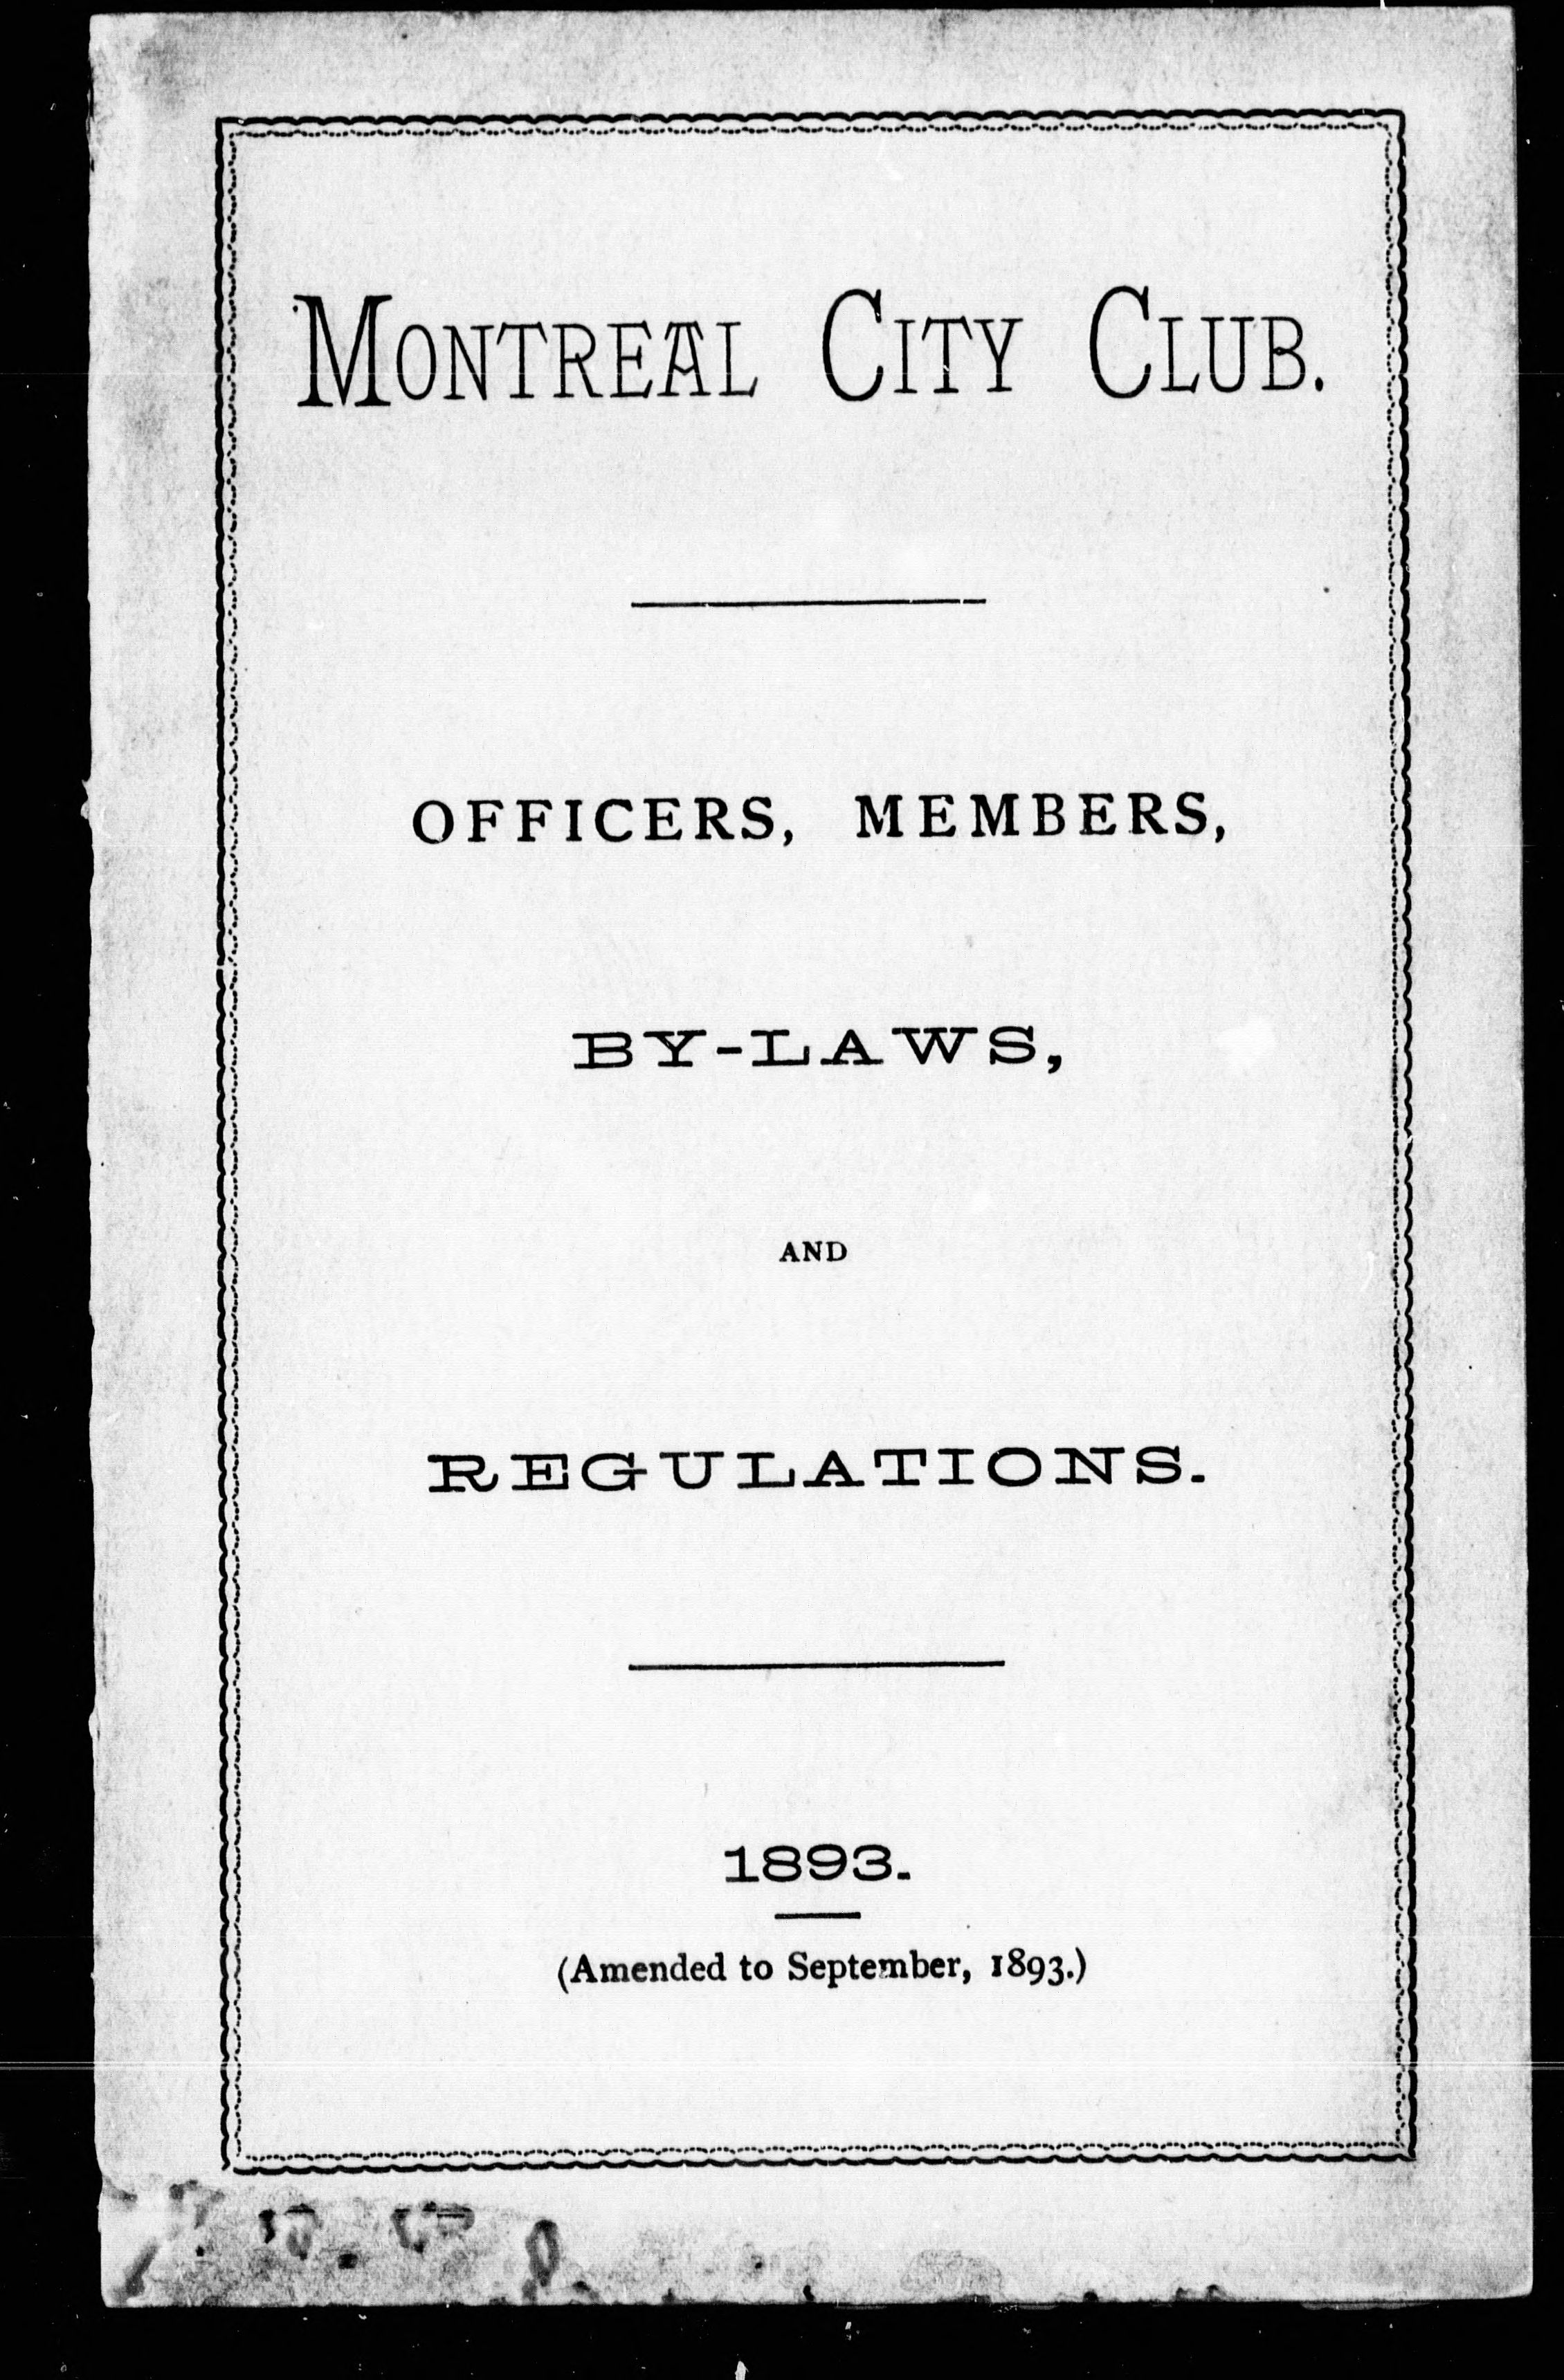 MONTREAL CITY CLUB.
OFFICERS, MEMBERS,
BY-LAWS,
AND
REGULATIONS.
1893.
(Amended to September, 1893.)